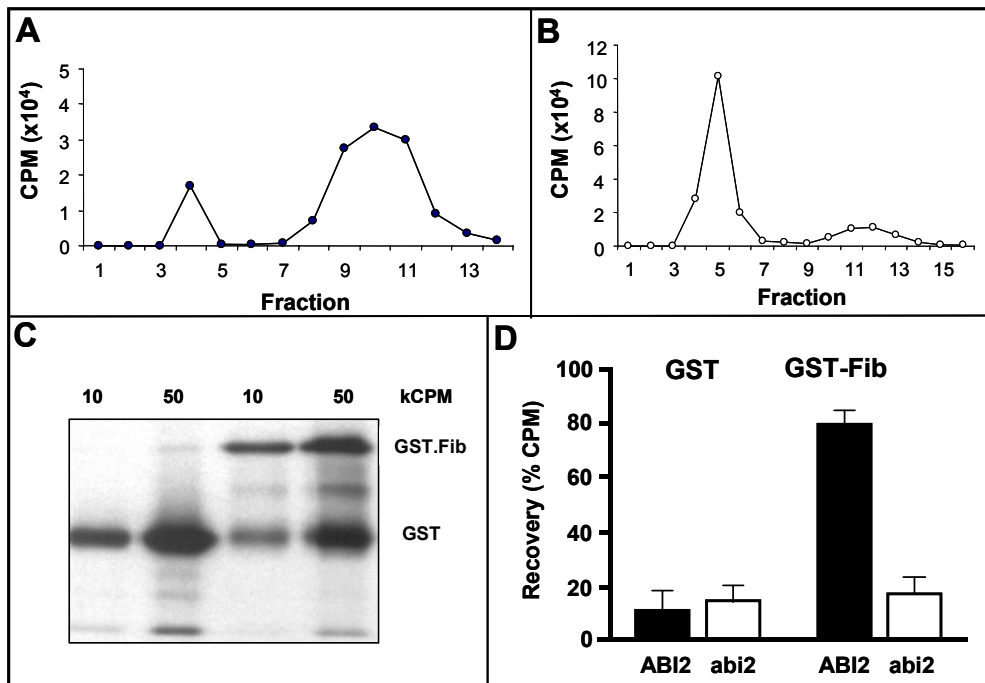 A
CPM (x10⁴)
5
4
3
2
1
0
1 3 5 7 9 11 13
Fraction
B
CPM (x10⁴)
12
10
8
6
4
2
0
1 3 5 7 9 11 13 15
Fraction
C
10 50 10 50 kCPM
GST.Fib
GST
D
GST GST-Fib
Recovery (% CPM)
100
80
60
40
20
0
ABI2 abi2 ABI2 abi2